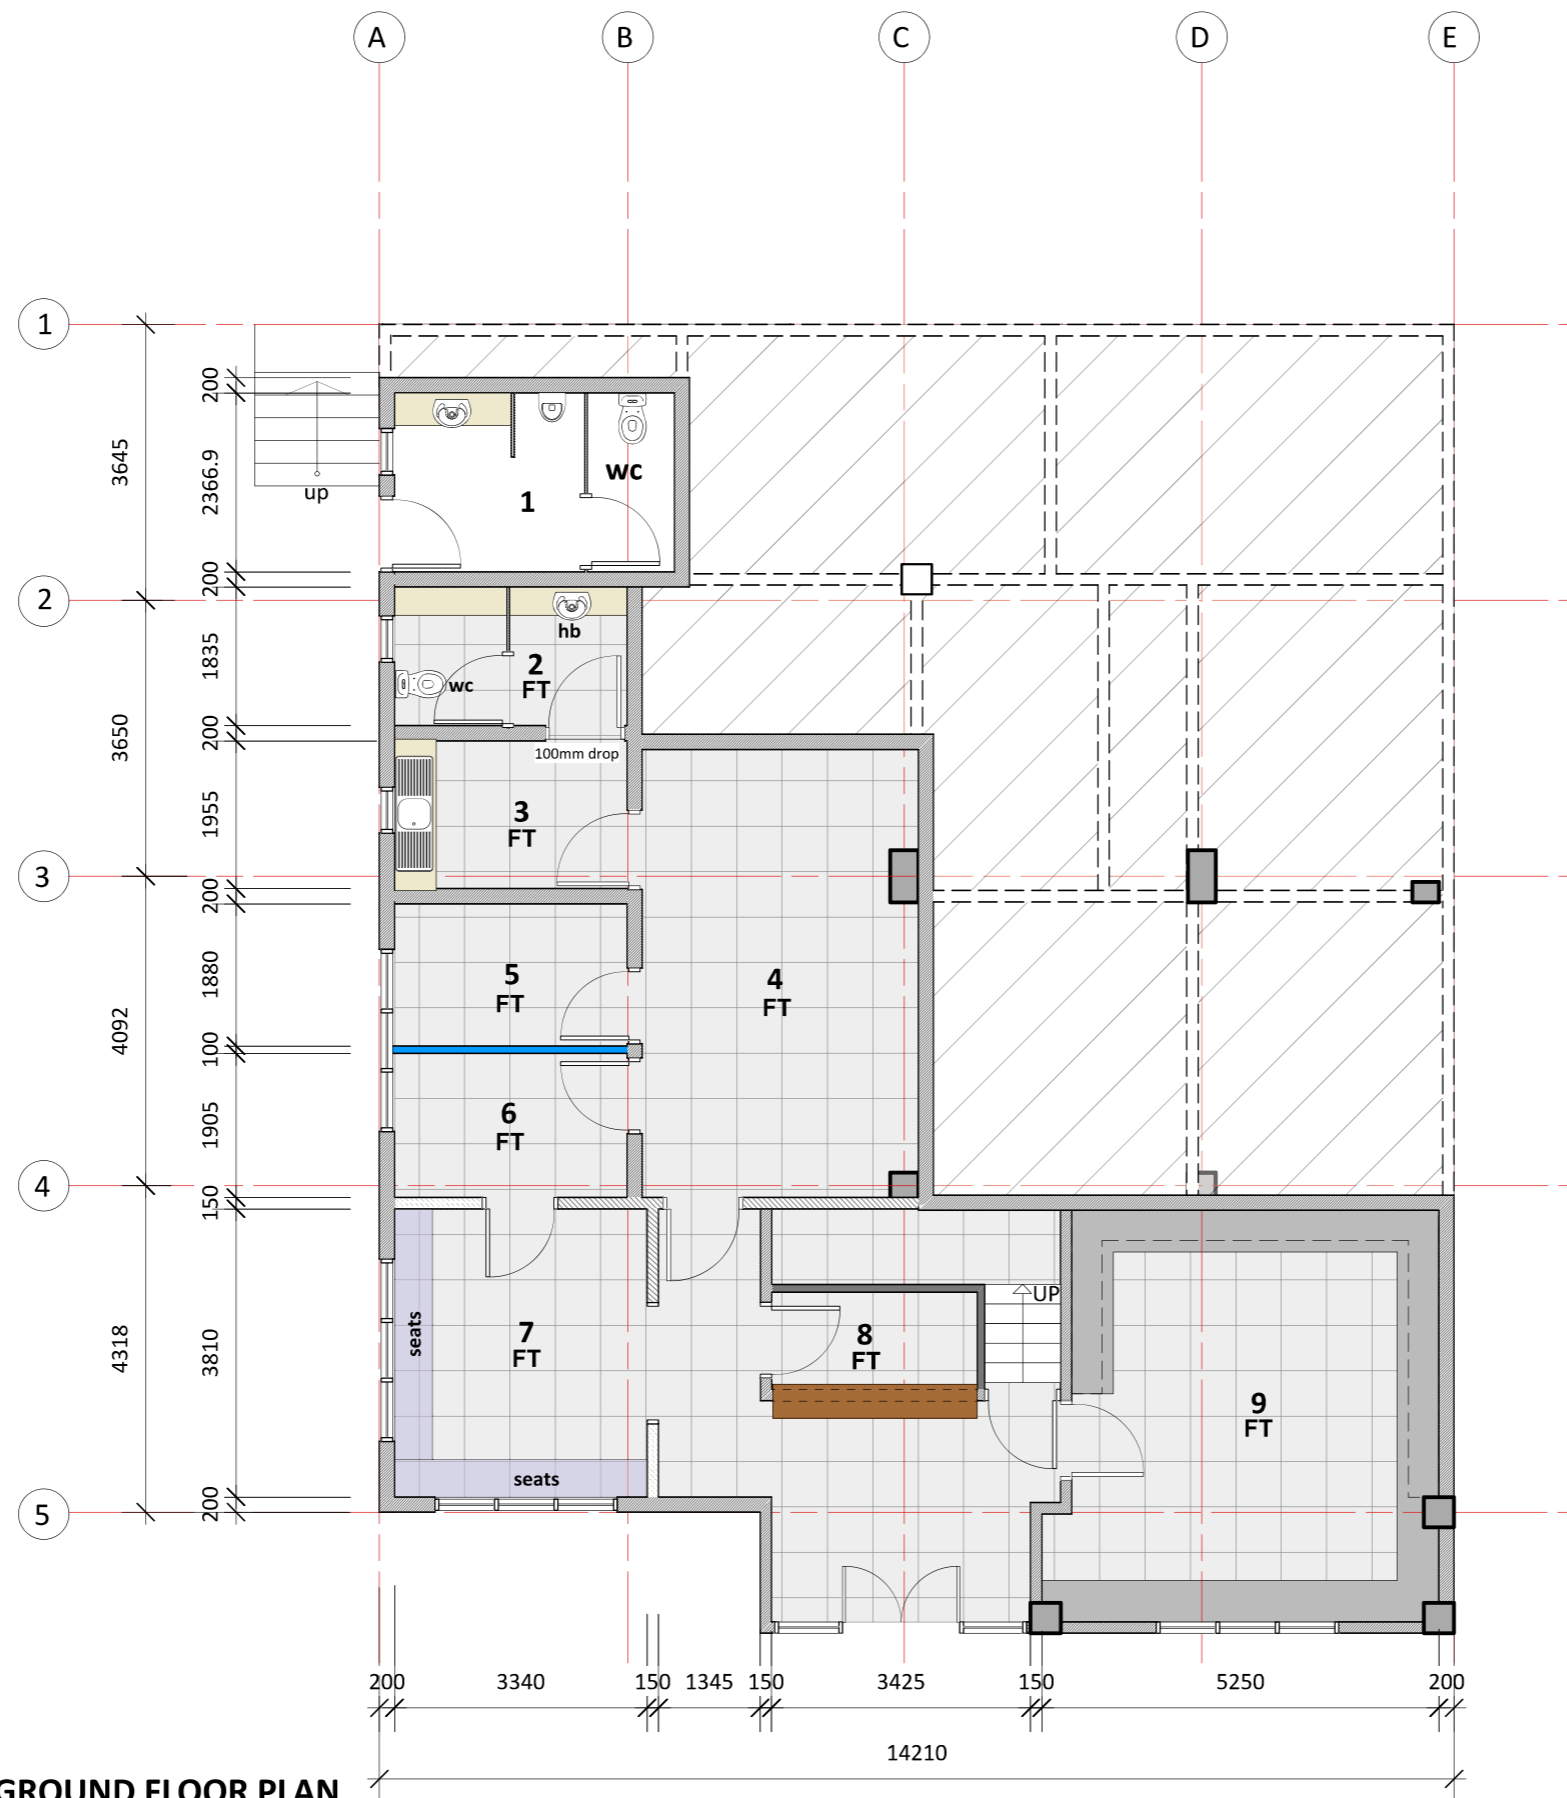 A B C D E
1
200
3645
2366.9
wc
1
up
200
2
hb
1835
2
FT
wc
3650
200
100mm drop
1955
3
FT
3
200
1880
5
FT
4
FT
4092
100
1905
6
FT
4
150
UP
seats
7
FT
8
FT
4318
3810
9
FT
seats
200
5
200 3340 150 1345 150 3425 150 5250 200
14210
GROUND FLOOR PLAN